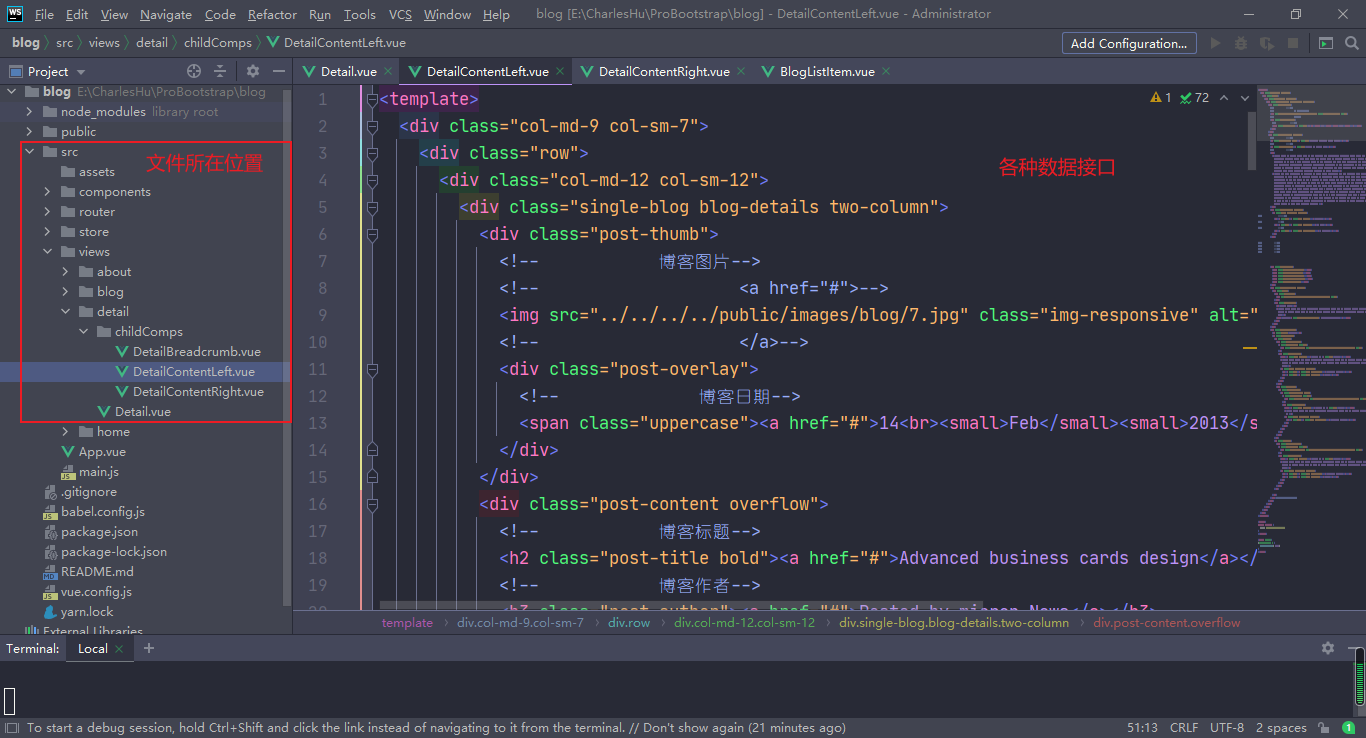 WS File Edit View Navigate Code Refactor Run Tools VCS Window Help blog [E:\CharlesHu\ProBootstrap\blog] - DetailContentLeft.vue - Administrator
blog src views detail childComps DetailContentLeft.vue Add Configuration...
Project Detail.vue DetailContentLeft.vue DetailContentRight.vue BlogListItem.vue
blog E:\CharlesHu\ProBootstrap\blog
node_modules library root
public
src
assets
components
router
store
views
about
blog
detail
childComps
DetailBreadcrumb.vue
DetailContentLeft.vue
DetailContentRight.vue
Detail.vue
home
App.vue
main.js
.gitignore
babel.config.js
package.json
package-lock.json
README.md
vue.config.js
yarn.lock
External Libraries
文件所在位置
各种数据接口
1 72
1 <template>
2 <div class="col-md-9 col-sm-7">
3 <div class="row">
4 <div class="col-md-12 col-sm-12">
5 <div class="single-blog blog-details two-column">
6 <div class="post-thumb">
7 <!-- 博客图片-->
8 <!-- <a href="#">-->
9 <img src="../../../../public/images/blog/7.jpg" class="img-responsive" alt="
10 <!-- </a>-->
11 <div class="post-overlay">
12 <!-- 博客日期-->
13 <span class="uppercase"><a href="#">14<br><small>Feb</small><small>2013</s
14 </div>
15 </div>
16 <div class="post-content overflow">
17 <!-- 博客标题-->
18 <h2 class="post-title bold"><a href="#">Advanced business cards design</a></
19 <!-- 博客作者-->
template div.col-md-9.col-sm-7 div.row div.col-md-12.col-sm-12 div.single-blog.blog-details.two-column div.post-content.overflow
Terminal: Local
To start a debug session, hold Ctrl+Shift and click the link instead of navigating to it from the terminal. // Don't show again (21 minutes ago) 51:13 CRLF UTF-8 2 spaces 1